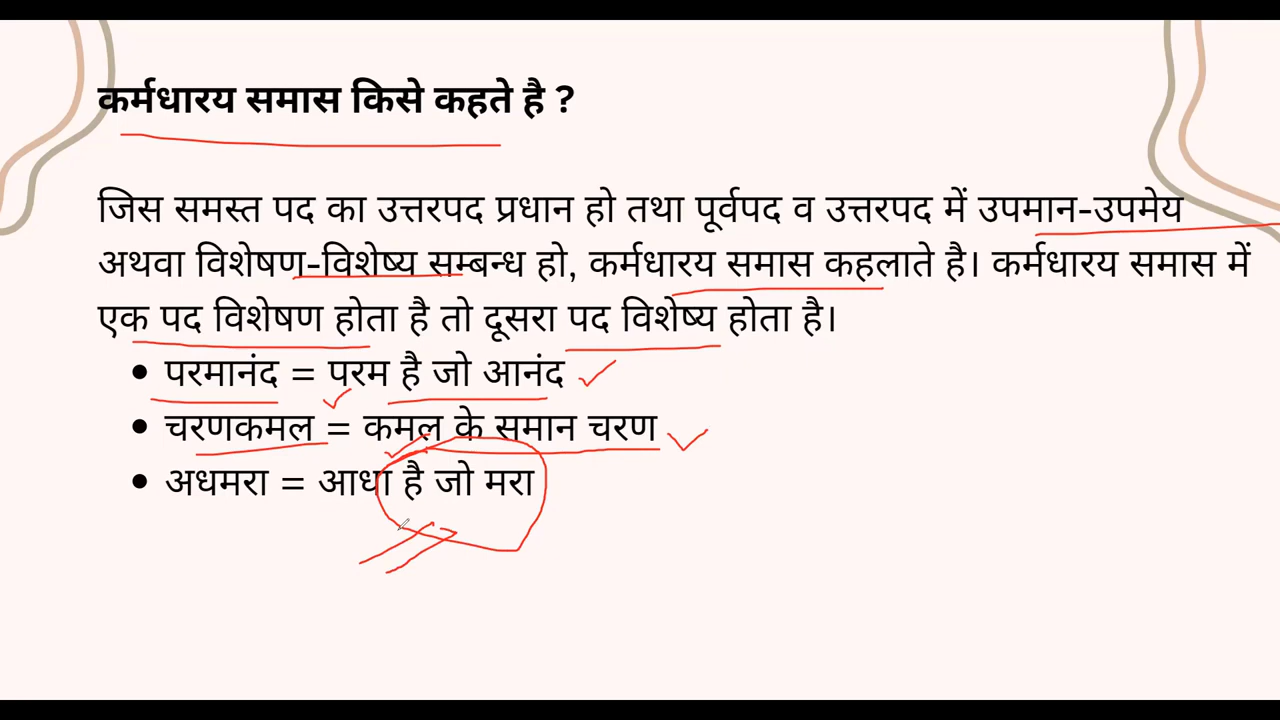 कर्मधारय समास किसे कहते है ?
जिस समस्त पद का उत्तरपद प्रधान हो तथा पूर्वपद व उत्तरपद में उपमान-उपमेय
अथवा विशेषण-विशेष्य सम्बन्ध हो, कर्मधारय समास कहलाते है। कर्मधारय समास में
एक पद विशेषण होता है तो दूसरा पद विशेष्य होता है।
• परमानंद = परम है जो आनंद
• चरणकमल = कमल के समान चरण
• अधमरा = आधा है जो मरा